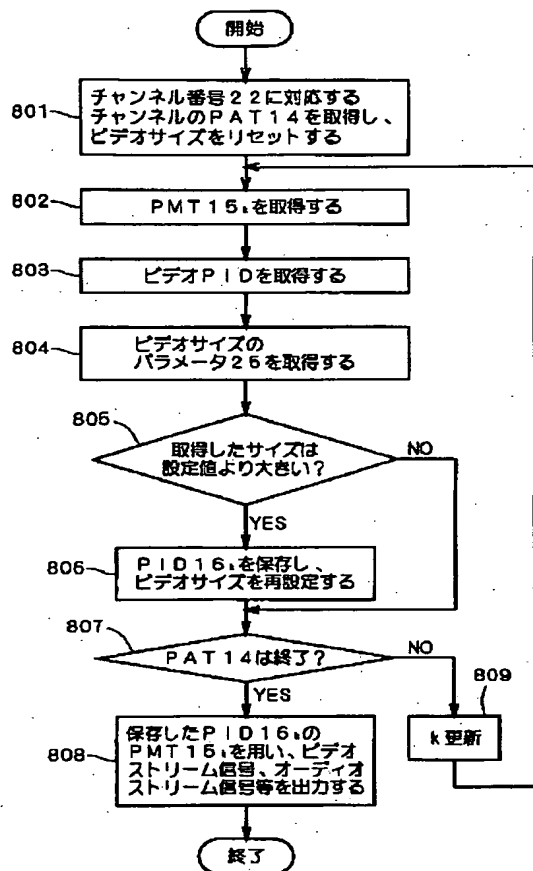 開始
801
チャンネル番号22に対応する
チャンネルのPAT14を取得し、
ビデオサイズをリセットする
802
PMT15kを取得する
803
ビデオPIDを取得する
804
ビデオサイズの
パラメータ25を取得する
805
取得したサイズは
設定値より大きい?
NO
YES
806
PID16kを保存し、
ビデオサイズを再設定する
807
PAT14は終了?
NO
YES
809
k更新
808
保存したPID16kの
PMT15kを用い、ビデオ
ストリーム信号、オーディオ
ストリーム信号等を出力する
終了